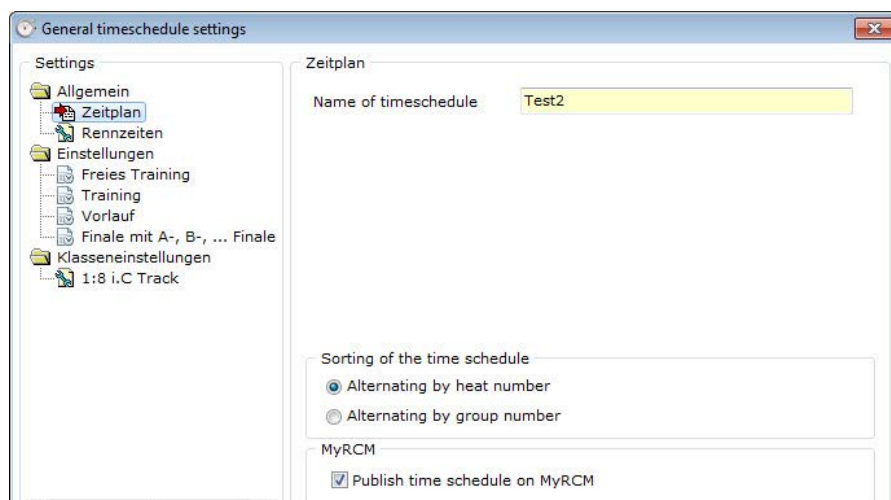 General timeschedule settings
Settings
Allgemein
Zeitplan
Rennzeiten
Einstellungen
Freies Training
Training
Vorlauf
Finale mit A-, B-, ... Finale
Klasseneinstellungen
1:8 i.C Track
Zeitplan
Name of timeschedule Test2
Sorting of the time schedule
Alternating by heat number
Alternating by group number
MyRCM
Publish time schedule on MyRCM